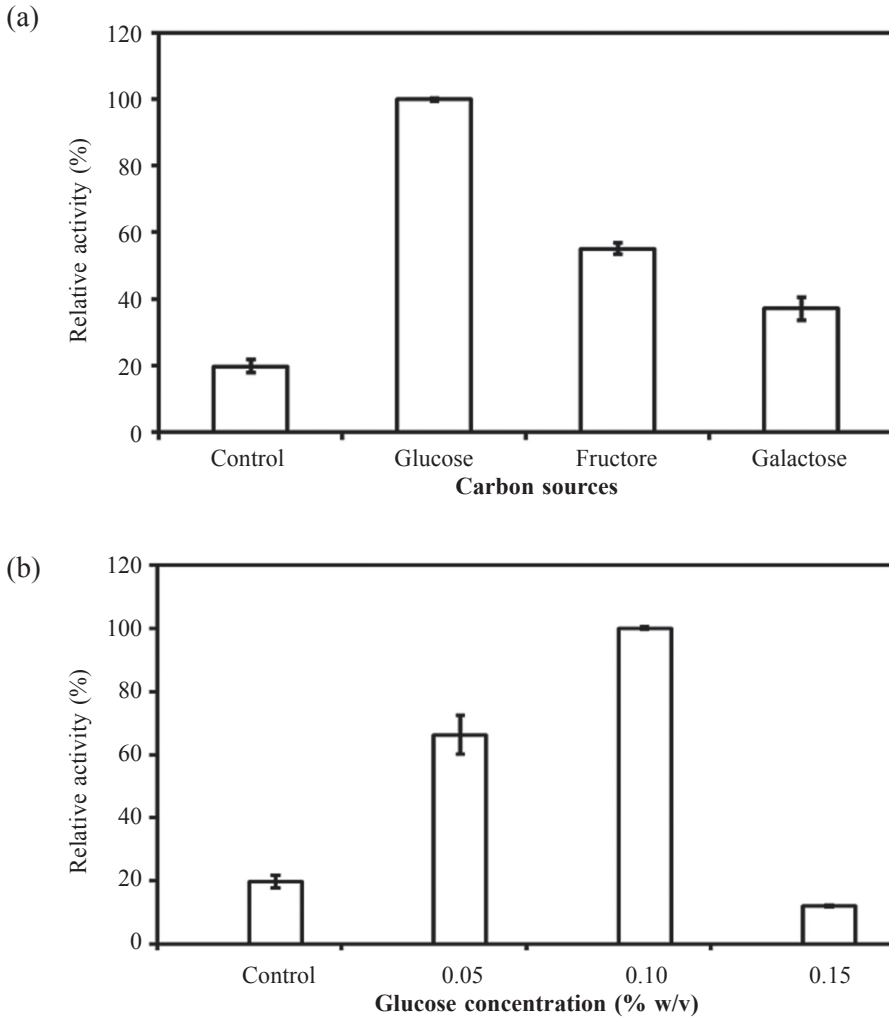 (a)
120
100
80
60
40
20
0
Relative activity (%)
Control Glucose Fructore Galactose
Carbon sources
(b)
120
100
80
60
40
20
0
Relative activity (%)
Control 0.05 0.10 0.15
Glucose concentration (% w/v)